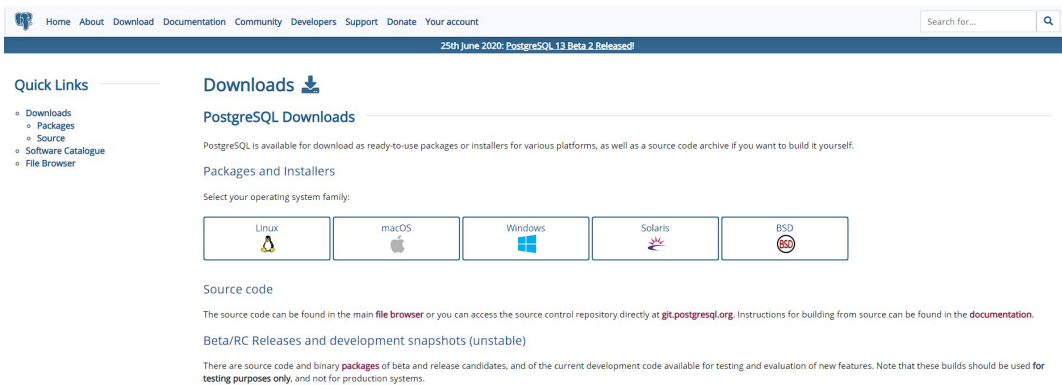 Home About Download Documentation Community Developers Support Donate Your account
Search for...
25th June 2020: PostgreSQL 13 Beta 2 Released!
Quick Links
Downloads
Packages
Source
Software Catalogue
File Browser
Downloads
PostgreSQL Downloads
PostgreSQL is available for download as ready-to-use packages or installers for various platforms, as well as a source code archive if you want to build it yourself.
Packages and Installers
Select your operating system family:
Linux
macOS
Windows
Solaris
BSD
BSD
Source code
The source code can be found in the main file browser or you can access the source control repository directly at git.postgresql.org. Instructions for building from source can be found in the documentation.
Beta/RC Releases and development snapshots (unstable)
There are source code and binary packages of beta and release candidates, and of the current development code available for testing and evaluation of new features. Note that these builds should be used for
testing purposes only, and not for production systems.